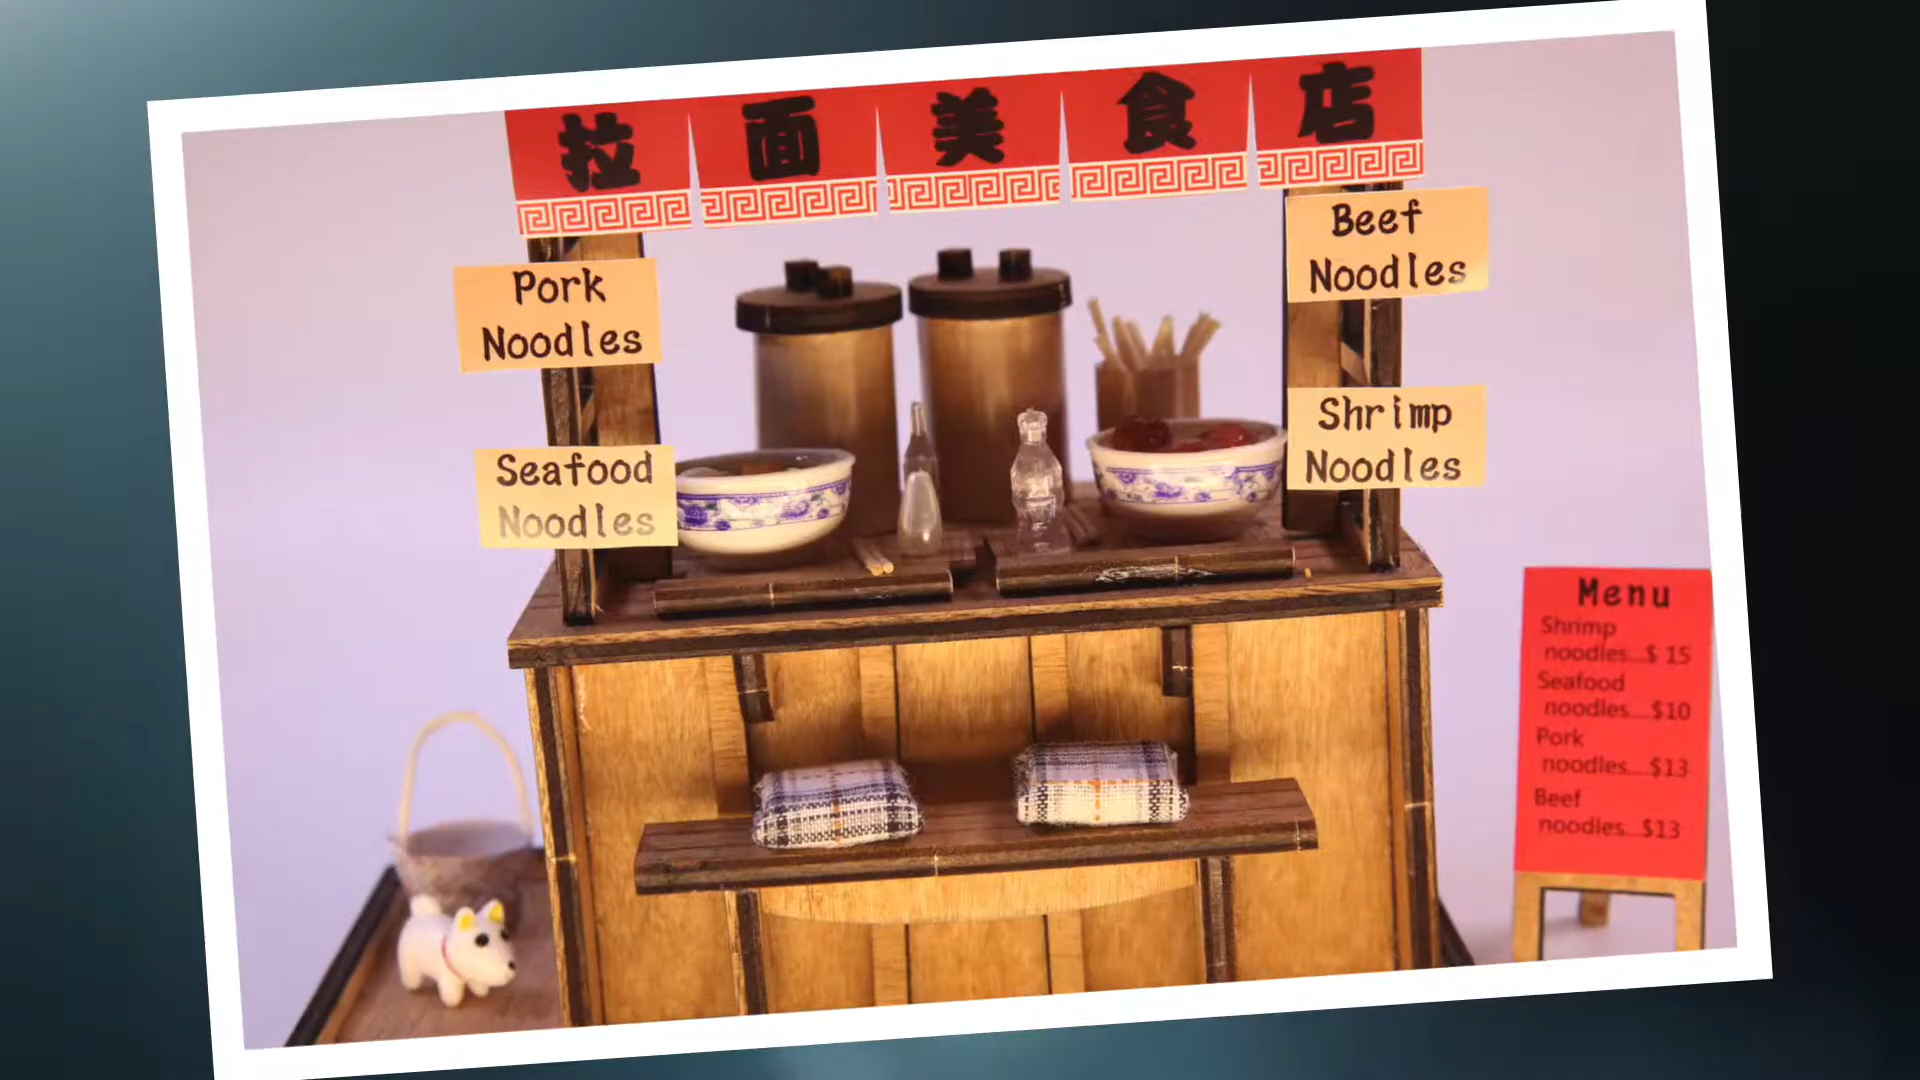 拉面美食店
Pork
Noodles
Seafood
Noodles
Beef
Noodles
Shrimp
Noodles
Menu
Shrimp
noodles...$ 15
Seafood
noodles....$10
Pork
noodles....$13
Beef
noodles...$13